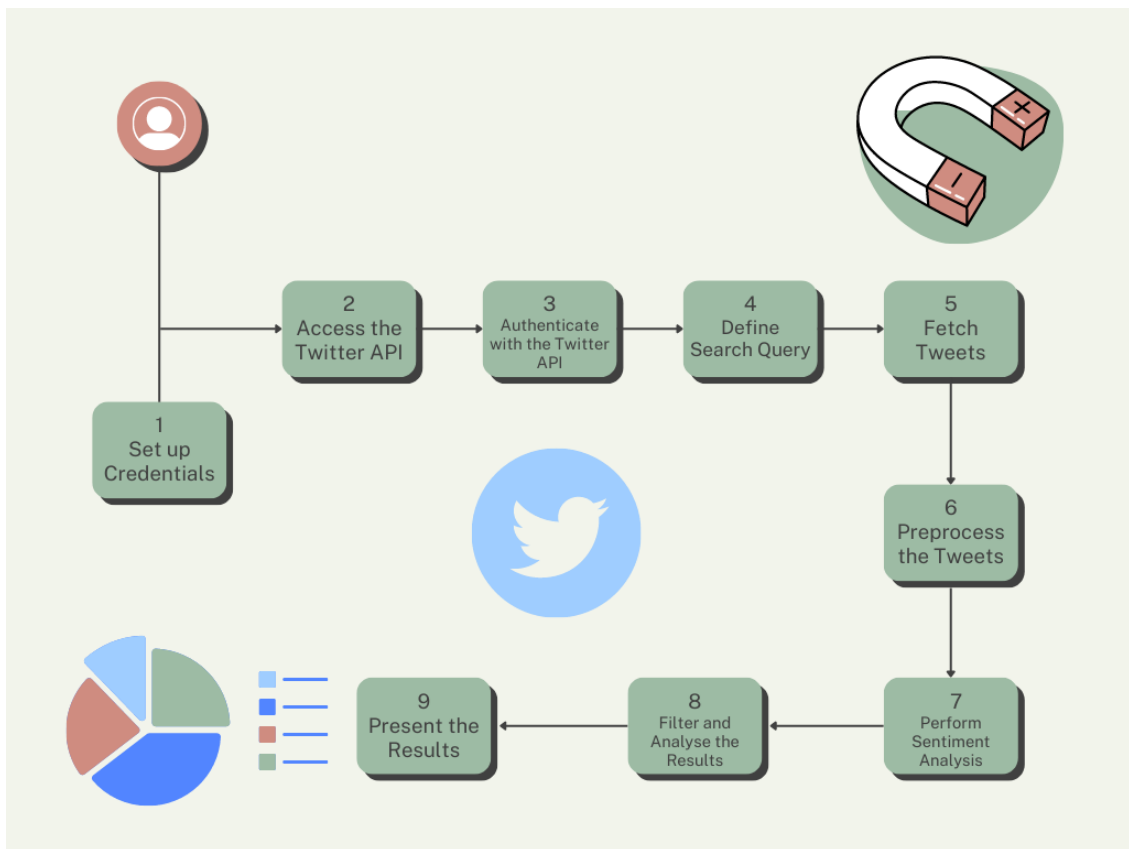 1
Set up
Credentials
2
Access the
Twitter API
3
Authenticate
with the Twitter
API
4
Define
Search Query
5
Fetch
Tweets
6
Preprocess
the Tweets
7
Perform
Sentiment
Analysis
8
Filter and
Analyse the
Results
9
Present the
Results
+
-